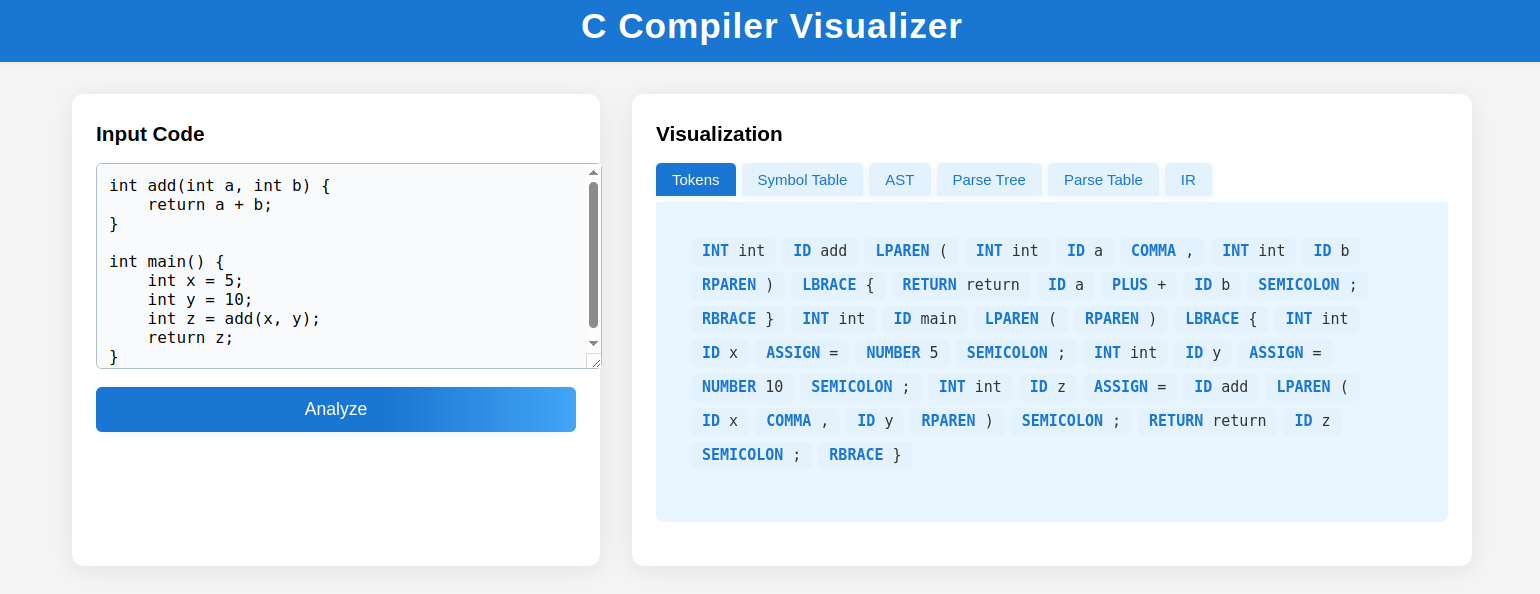 C Compiler Visualizer
Input Code
int add(int a, int b) {
    return a + b;
}
int main() {
    int x = 5;
    int y = 10;
    int z = add(x, y);
    return z;
}
Analyze
Visualization
Tokens Symbol Table AST Parse Tree Parse Table IR
INT int ID add LPAREN ( INT int ID a COMMA , INT int ID b
RPAREN ) LBRACE { RETURN return ID a PLUS + ID b SEMICOLON ;
RBRACE } INT int ID main LPAREN ( RPAREN ) LBRACE { INT int
ID x ASSIGN = NUMBER 5 SEMICOLON ; INT int ID y ASSIGN =
NUMBER 10 SEMICOLON ; INT int ID z ASSIGN = ID add LPAREN (
ID x COMMA , ID y RPAREN ) SEMICOLON ; RETURN return ID z
SEMICOLON ; RBRACE }